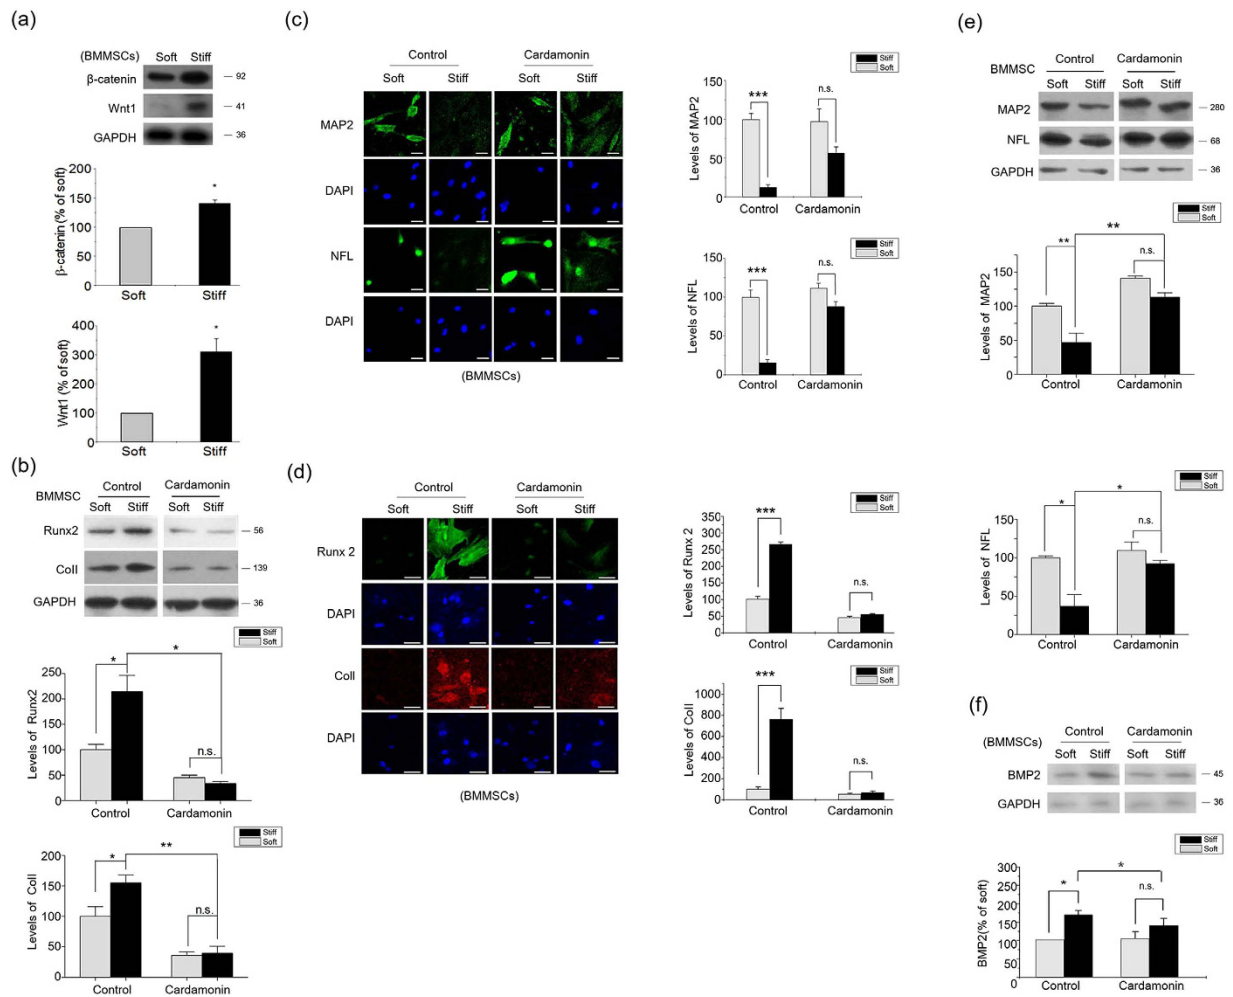 (a)
(BMMSCs) Soft Stiff
β-catenin 92
Wnt1 41
GAPDH 36
β-catenin (% of soft)
200
150
100
50
0
*
Soft Stiff
Wnt1 (% of soft)
400
300
200
100
0
*
Soft Stiff
(b)
Control Cardamonin
BMMSC Soft Stiff Soft Stiff
Runx2 56
ColI 139
GAPDH 36
Stiff
Soft
Levels of Runx2
250
200
150
100
50
0
* *
n.s.
Control Cardamonin
Stiff
Soft
Levels of ColI
200
150
100
50
0
* **
n.s.
Control Cardamonin
(c)
Control Cardamonin
Soft Stiff Soft Stiff
MAP2
DAPI
NFL
DAPI
(BMMSCs)
Stiff
Soft
Levels of MAP2
150
100
50
0
*** n.s.
Control Cardamonin
Stiff
Soft
Levels of NFL
150
100
50
0
*** n.s.
Control Cardamonin
(d)
Control Cardamonin
Soft Stiff Soft Stiff
Runx 2
DAPI
ColI
DAPI
(BMMSCs)
Stiff
Soft
Levels of Runx 2
350
300
250
200
150
100
50
0
*** n.s.
Control Cardamonin
Stiff
Soft
Levels of ColI
1000
800
600
400
200
0
*** n.s.
Control Cardamonin
(e)
Control Cardamonin
BMMSC Soft Stiff Soft Stiff
MAP2 280
NFL 68
GAPDH 36
Stiff
Soft
Levels of MAP2
150
100
50
0
** **
n.s.
Control Cardamonin
Stiff
Soft
Levels of NFL
150
100
50
0
* *
n.s.
Control Cardamonin
(f)
Control Cardamonin
(BMMSCs) Soft Stiff Soft Stiff
BMP2 45
GAPDH 36
Stiff
Soft
BMP2(% of soft)
300
250
200
150
100
50
0
* *
n.s.
Control Cardamonin